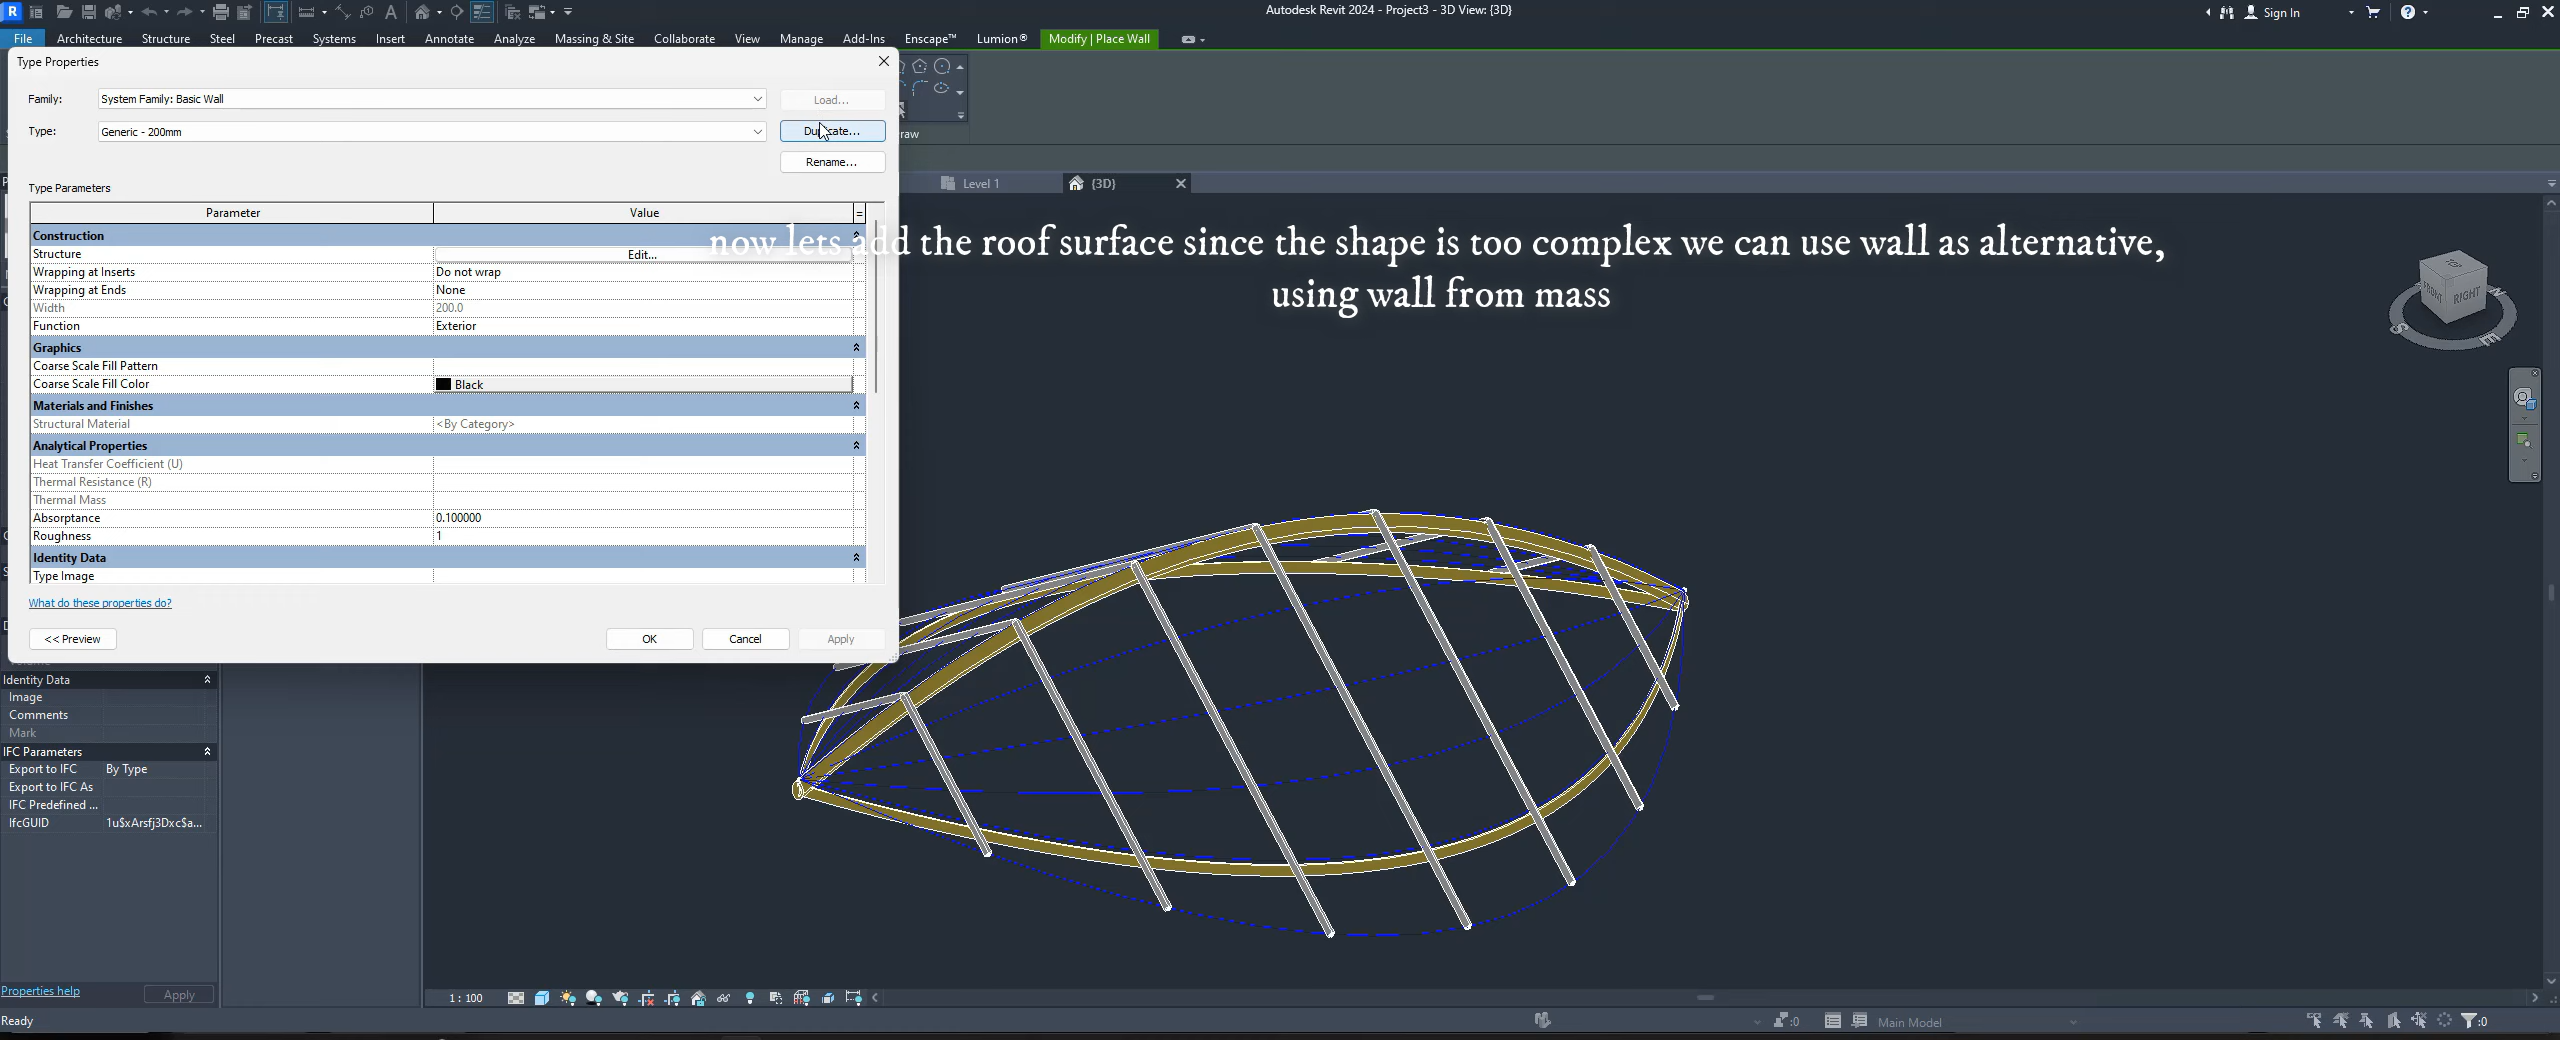 Autodesk Revit 2024 - Project3 - 3D View: {3D}
Sign In
File Architecture Structure Steel Precast Systems Insert Annotate Analyze Massing & Site Collaborate View Manage Add-Ins Enscape™ Lumion® Modify | Place Wall
Type Properties
Family: System Family: Basic Wall Load...
Type: Generic - 200mm
Rename...
Type Parameters
Level 1 {3D}
Parameter Value =
Construction
Structure Edit...
Wrapping at Inserts Do not wrap
Wrapping at Ends None
Width 200.0
Function Exterior
Graphics
Coarse Scale Fill Pattern
Coarse Scale Fill Color Black
Materials and Finishes
Structural Material <By Category>
Analytical Properties
Heat Transfer Coefficient (U)
Thermal Resistance (R)
Thermal Mass
Absorptance 0.100000
Roughness 1
Identity Data
Type Image
What do these properties do?
<< Preview OK Cancel Apply
now lets add the roof surface since the shape is too complex we can use wall as alternative,
using wall from mass
FRONT RIGHT
S E
Identity Data
Image
Comments
Mark
IFC Parameters
Export to IFC By Type
Export to IFC As
IFC Predefined ...
IfcGUID 1u$xArsfj3Dxc$a...
Properties help Apply
1 : 100
Ready
:0
Main Model
:0